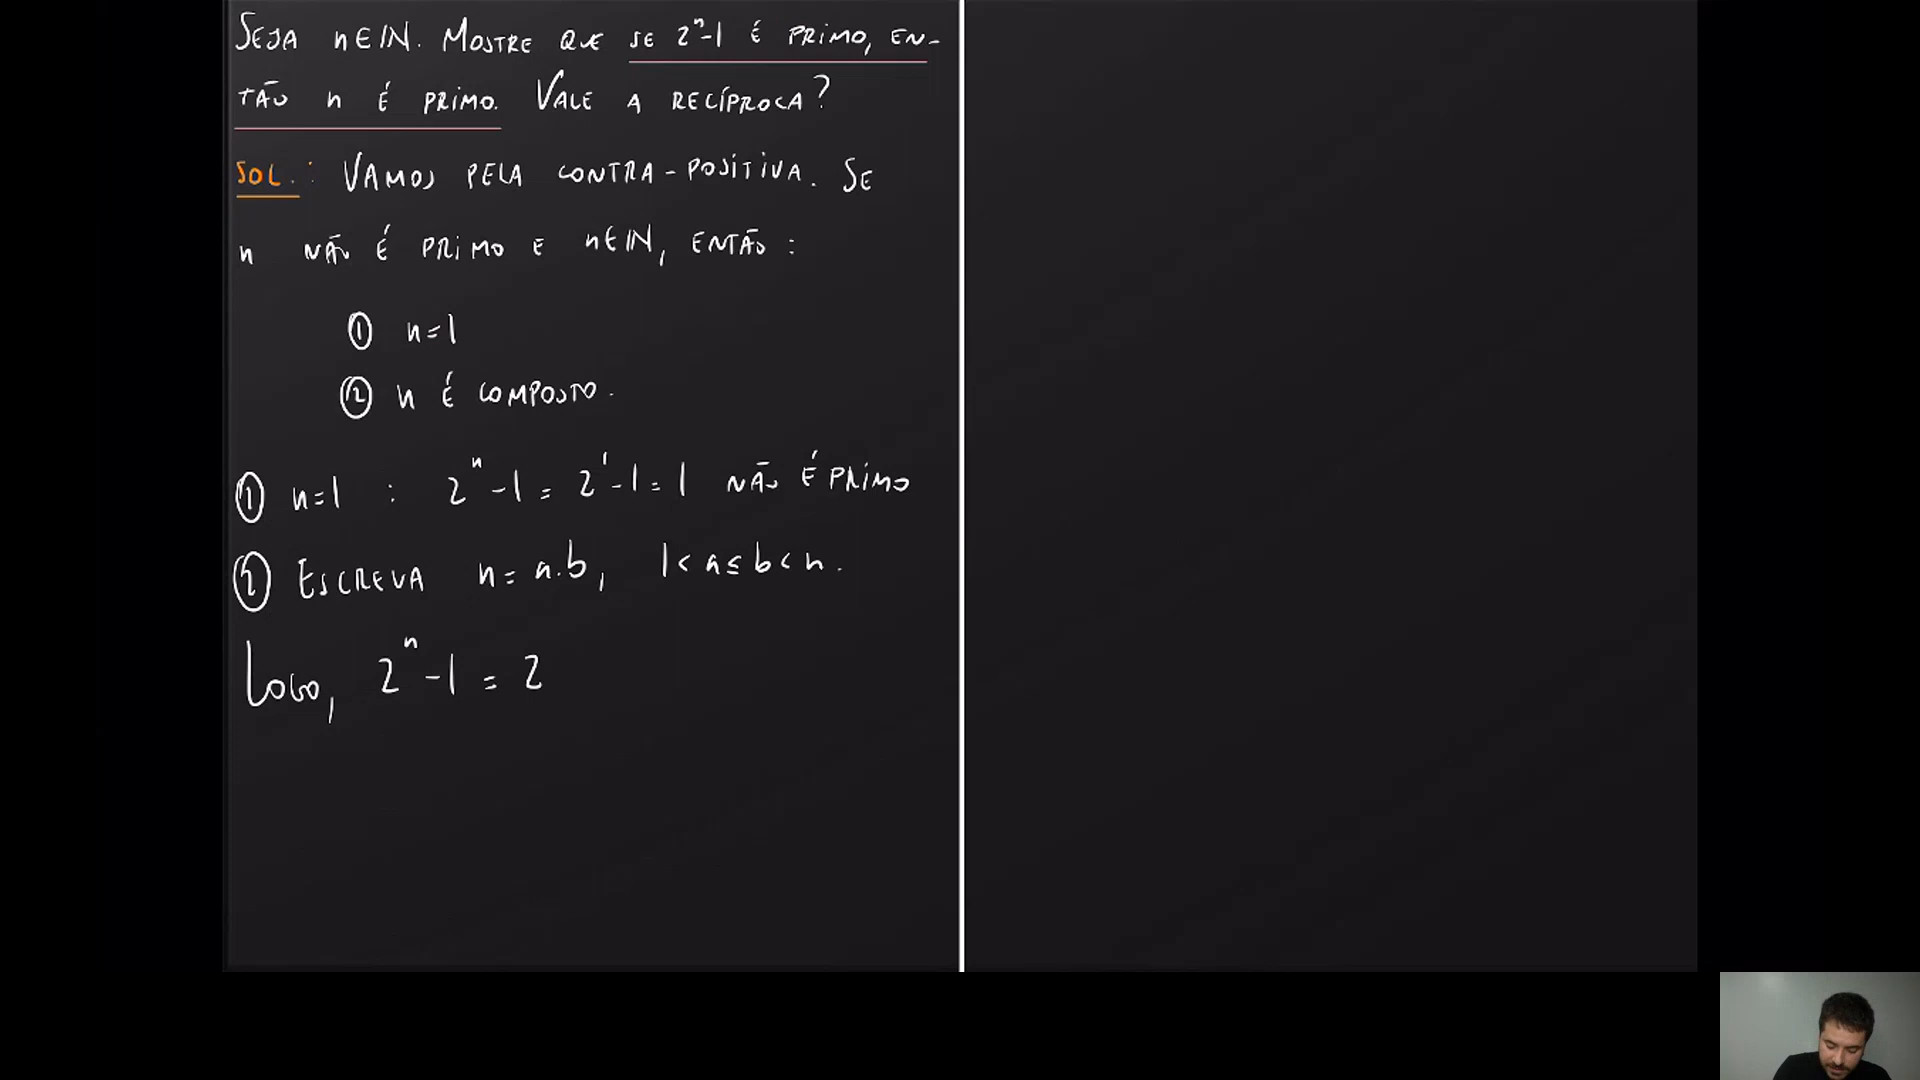 SEJA n∈IN. MOSTRE QUE SE 2ⁿ-1 É PRIMO, EN-
TÃO n É PRIMO. VALE A RECÍPROCA?
SOL.: VAMOS PELA CONTRA-POSITIVA. SE
n NÃO É PRIMO E n∈IN, ENTÃO:
① n=1
② n É COMPOSTO.
① n=1 : 2ⁿ-1 = 2¹-1 = 1 NÃO É PRIMO
② ESCREVA n = a.b, 1 < a ≤ b < n.
LOGO, 2ⁿ-1 = 2